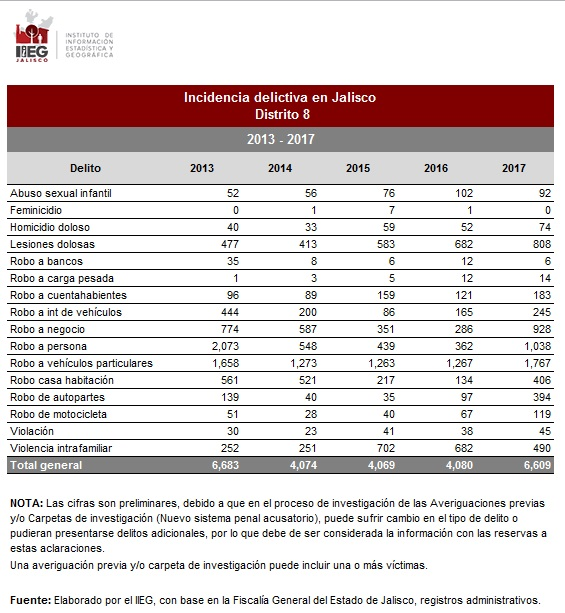 IIEG
JALISCO
INSTITUTO DE
INFORMACIÓN
ESTADÍSTICA Y
GEOGRÁFICA
Incidencia delictiva en Jalisco
Distrito 8
2013 - 2017
Delito 2013 2014 2015 2016 2017
Abuso sexual infantil 52 56 76 102 92
Feminicidio 0 1 7 1 0
Homicidio doloso 40 33 59 52 74
Lesiones dolosas 477 413 583 682 808
Robo a bancos 35 8 6 12 6
Robo a carga pesada 1 3 5 12 14
Robo a cuentahabientes 96 89 159 121 183
Robo a int de vehículos 444 200 86 165 245
Robo a negocio 774 587 351 286 928
Robo a persona 2,073 548 439 362 1,038
Robo a vehículos particulares 1,658 1,273 1,263 1,267 1,767
Robo casa habitación 561 521 217 134 406
Robo de autopartes 139 40 35 97 394
Robo de motocicleta 51 28 40 67 119
Violación 30 23 41 38 45
Violencia intrafamiliar 252 251 702 682 490
Total general 6,683 4,074 4,069 4,080 6,609
NOTA: Las cifras son preliminares, debido a que en el proceso de investigación de las Averiguaciones previas
y/o Carpetas de investigación (Nuevo sistema penal acusatorio), puede sufrir cambio en el tipo de delito o
pudieran presentarse delitos adicionales, por lo que debe de ser considerada la información con las reservas a
estas aclaraciones.
Una averiguación previa y/o carpeta de investigación puede incluir una o más víctimas.
Fuente: Elaborado por el IIEG, con base en la Fiscalía General del Estado de Jalisco, registros administrativos.